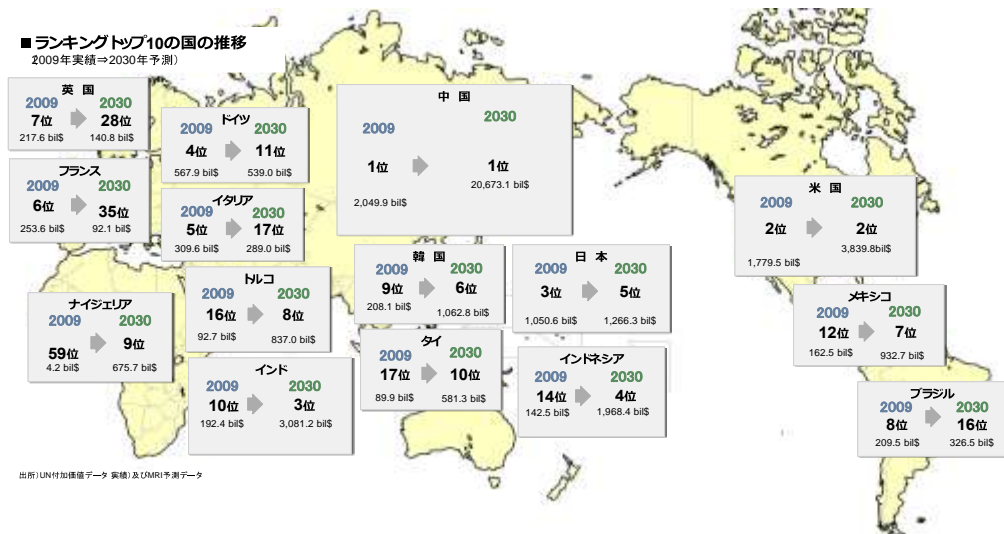 ■ ランキングトップ10の国の推移
2009年実績⇒2030年予測）
英 国
2009 2030
7位 28位
217.6 bil$ 140.8 bil$
ドイツ
2009 2030
4位 11位
567.9 bil$ 539.0 bil$
中 国
2009 2030
1位 1位
2,049.9 bil$ 20,673.1 bil$
フランス
2009 2030
6位 35位
253.6 bil$ 92.1 bil$
イタリア
2009 2030
5位 17位
309.6 bil$ 289.0 bil$
米 国
2009 2030
2位 2位
1,779.5 bil$ 3,839.8bil$
韓 国
2009 2030
9位 6位
208.1 bil$ 1,062.8 bil$
日 本
2009 2030
3位 5位
1,050.6 bil$ 1,266.3 bil$
トルコ
2009 2030
16位 8位
92.7 bil$ 837.0 bil$
ナイジェリア
2009 2030
59位 9位
4.2 bil$ 675.7 bil$
メキシコ
2009 2030
12位 7位
162.5 bil$ 932.7 bil$
タイ
2009 2030
17位 10位
89.9 bil$ 581.3 bil$
インドネシア
2009 2030
14位 4位
142.5 bil$ 1,968.4 bil$
インド
2009 2030
10位 3位
192.4 bil$ 3,081.2 bil$
ブラジル
2009 2030
8位 16位
209.5 bil$ 326.5 bil$
出所）UN付加価値データ 実績）及びMRI予測データ